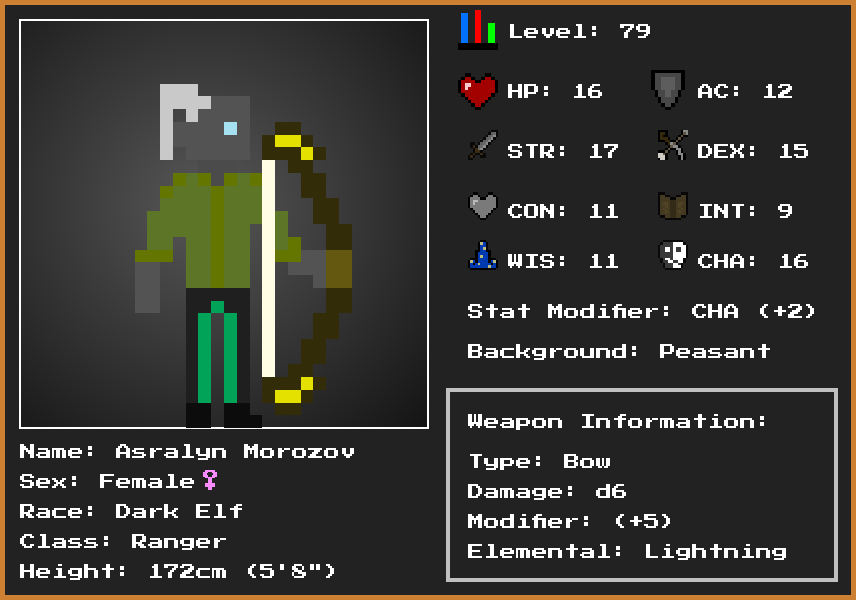 Level: 79
HP: 16
AC: 12
STR: 17
DEX: 15
CON: 11
INT: 9
WIS: 11
CHA: 16
Stat Modifier: CHA (+2)
Background: Peasant
Weapon Information:
Type: Bow
Damage: d6
Modifier: (+5)
Elemental: Lightning
Name: Asralyn Morozov
Sex: Female♀
Race: Dark Elf
Class: Ranger
Height: 172cm (5'8")